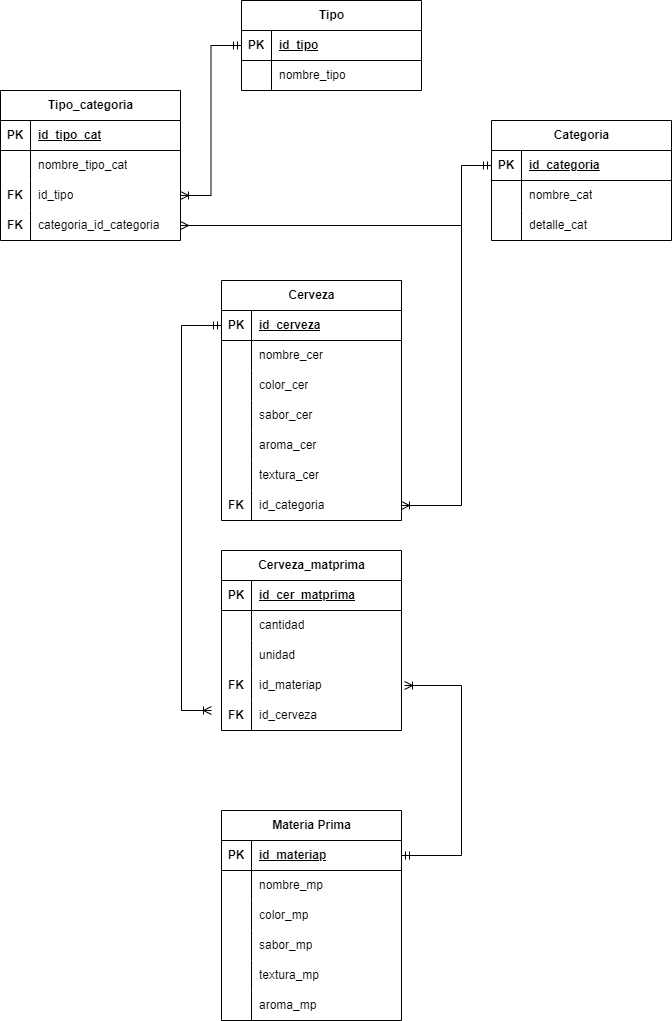 Tipo
PK id_tipo
nombre_tipo
Tipo_categoria
PK id_tipo_cat
nombre_tipo_cat
FK id_tipo
FK categoria_id_categoria
Categoria
PK id_categoria
nombre_cat
detalle_cat
Cerveza
PK id_cerveza
nombre_cer
color_cer
sabor_cer
aroma_cer
textura_cer
FK id_categoria
Cerveza_matprima
PK id_cer_matprima
cantidad
unidad
FK id_materiap
FK id_cerveza
Materia Prima
PK id_materiap
nombre_mp
color_mp
sabor_mp
textura_mp
aroma_mp